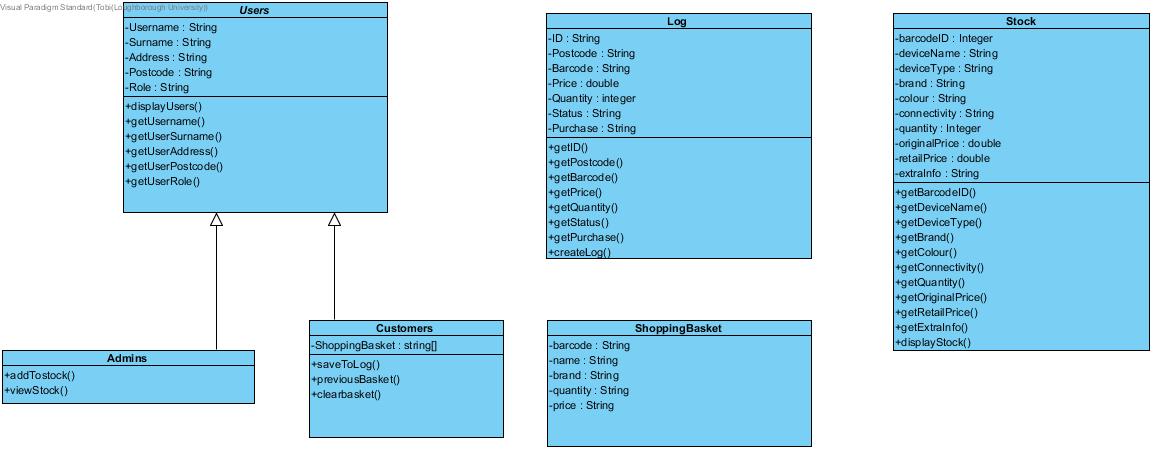 Visual Paradigm Standard(Tobi(Loughborough University))
Users
-Username : String
-Surname : String
-Address : String
-Postcode : String
-Role : String
+displayUsers()
+getUsername()
+getUserSurname()
+getUserAddress()
+getUserPostcode()
+getUserRole()
Log
-ID : String
-Postcode : String
-Barcode : String
-Price : double
-Quantity : integer
-Status : String
-Purchase : String
+getID()
+getPostcode()
+getBarcode()
+getPrice()
+getQuantity()
+getStatus()
+getPurchase()
+createLog()
Stock
-barcodeID : Integer
-deviceName : String
-deviceType : String
-brand : String
-colour : String
-connectivity : String
-quantity : Integer
-originalPrice : double
-retailPrice : double
-extraInfo : String
+getBarcodeID()
+getDeviceName()
+getDeviceType()
+getBrand()
+getColour()
+getConnectivity()
+getQuantity()
+getOriginalPrice()
+getRetailPrice()
+getExtraInfo()
+displayStock()
Admins
+addTostock()
+viewStock()
Customers
-ShoppingBasket : string[]
+saveToLog()
+previousBasket()
+clearbasket()
ShoppingBasket
-barcode : String
-name : String
-brand : String
-quantity : String
-price : String